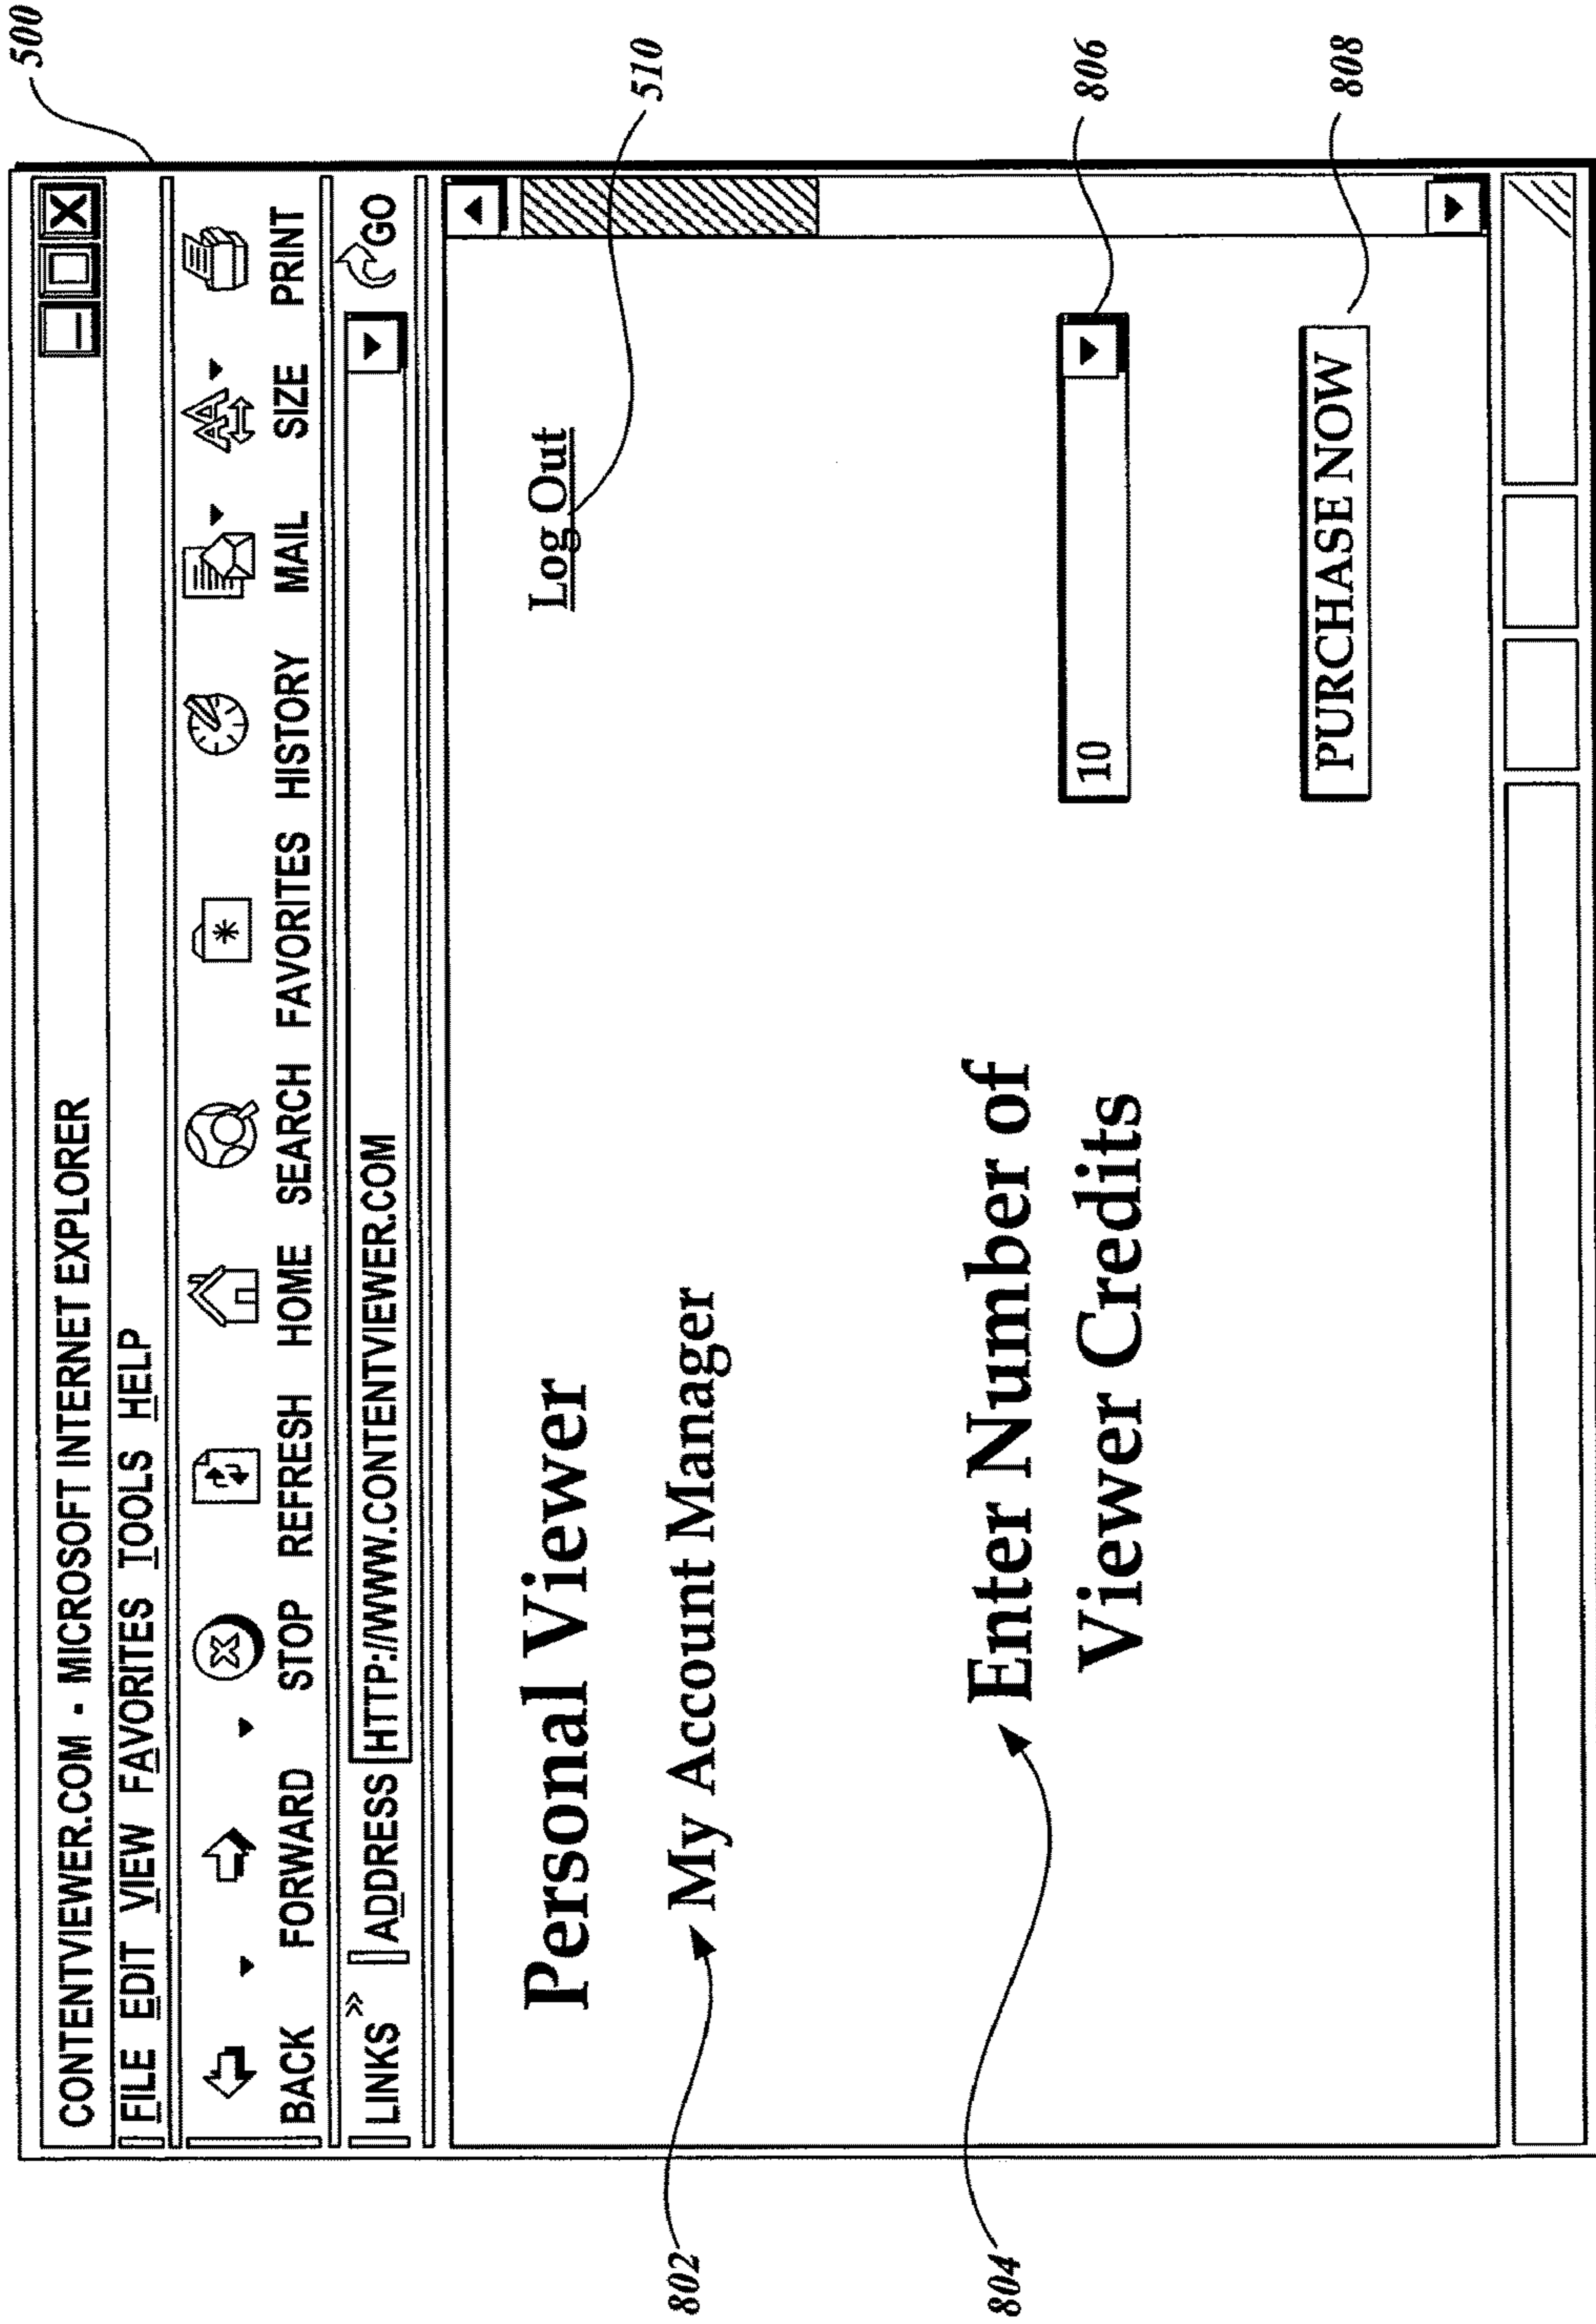 500
CONTENTVIEWER.COM - MICROSOFT INTERNET EXPLORER
FILE EDIT VIEW FAVORITES TOOLS HELP
BACK FORWARD STOP REFRESH HOME SEARCH FAVORITES HISTORY MAIL SIZE PRINT
LINKS » ADDRESS HTTP://WWW.CONTENTVIEWER.COM GO
Personal Viewer
Log Out
510
802
My Account Manager
804
Enter Number of
Viewer Credits
10
806
PURCHASE NOW
808